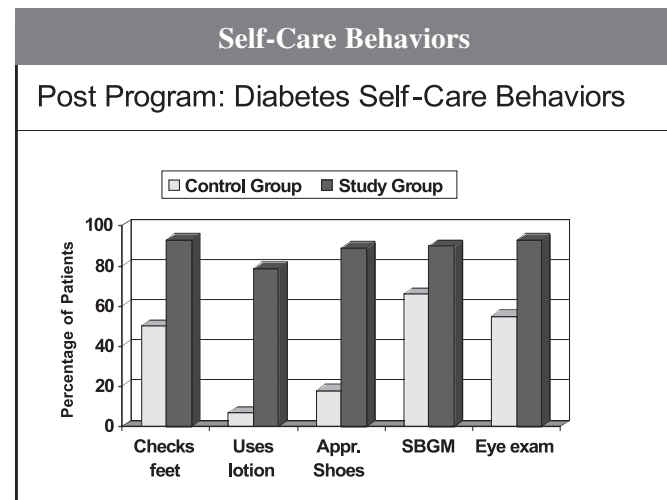 Self-Care Behaviors
Post Program: Diabetes Self-Care Behaviors
Control Group Study Group
Percentage of Patients
100
80
60
40
20
0
Checks feet
Uses lotion
Appr. Shoes
SBGM
Eye exam